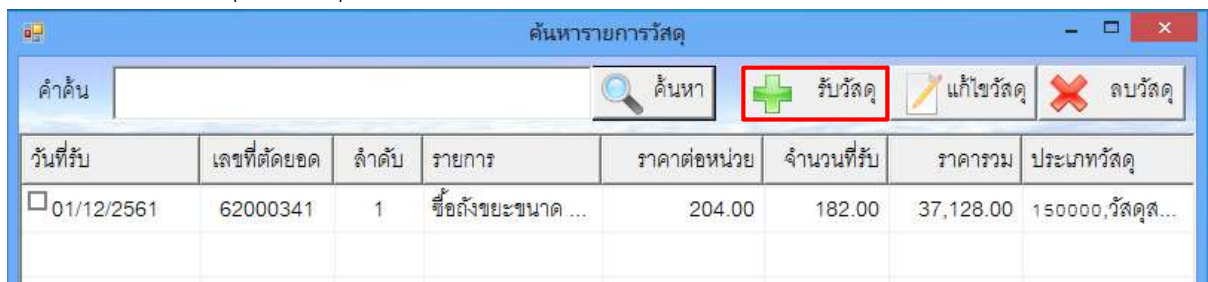 ค้นหารายการวัสดุ
คำค้น ค้นหา รับวัสดุ แก้ไขวัสดุ ลบวัสดุ
วันที่รับ เลขที่ตัดยอด ลำดับ รายการ ราคาต่อหน่วย จำนวนที่รับ ราคารวม ประเภทวัสดุ
01/12/2561 62000341 1 ซื้อถังขยะขนาด ... 204.00 182.00 37,128.00 150000,วัสดุส...